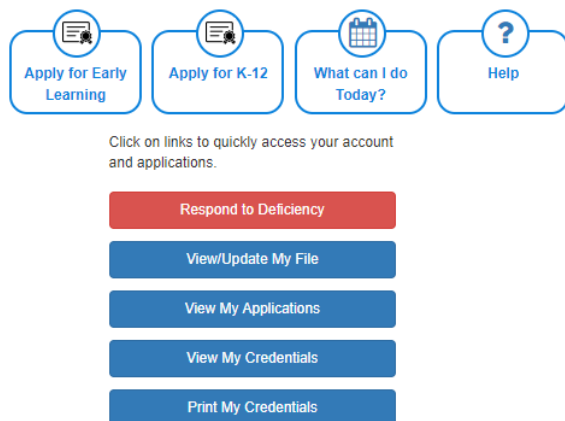 Apply for Early
Learning
Apply for K-12
What can I do
Today?
?
Help
Click on links to quickly access your account
and applications.
Respond to Deficiency
View/Update My File
View My Applications
View My Credentials
Print My Credentials